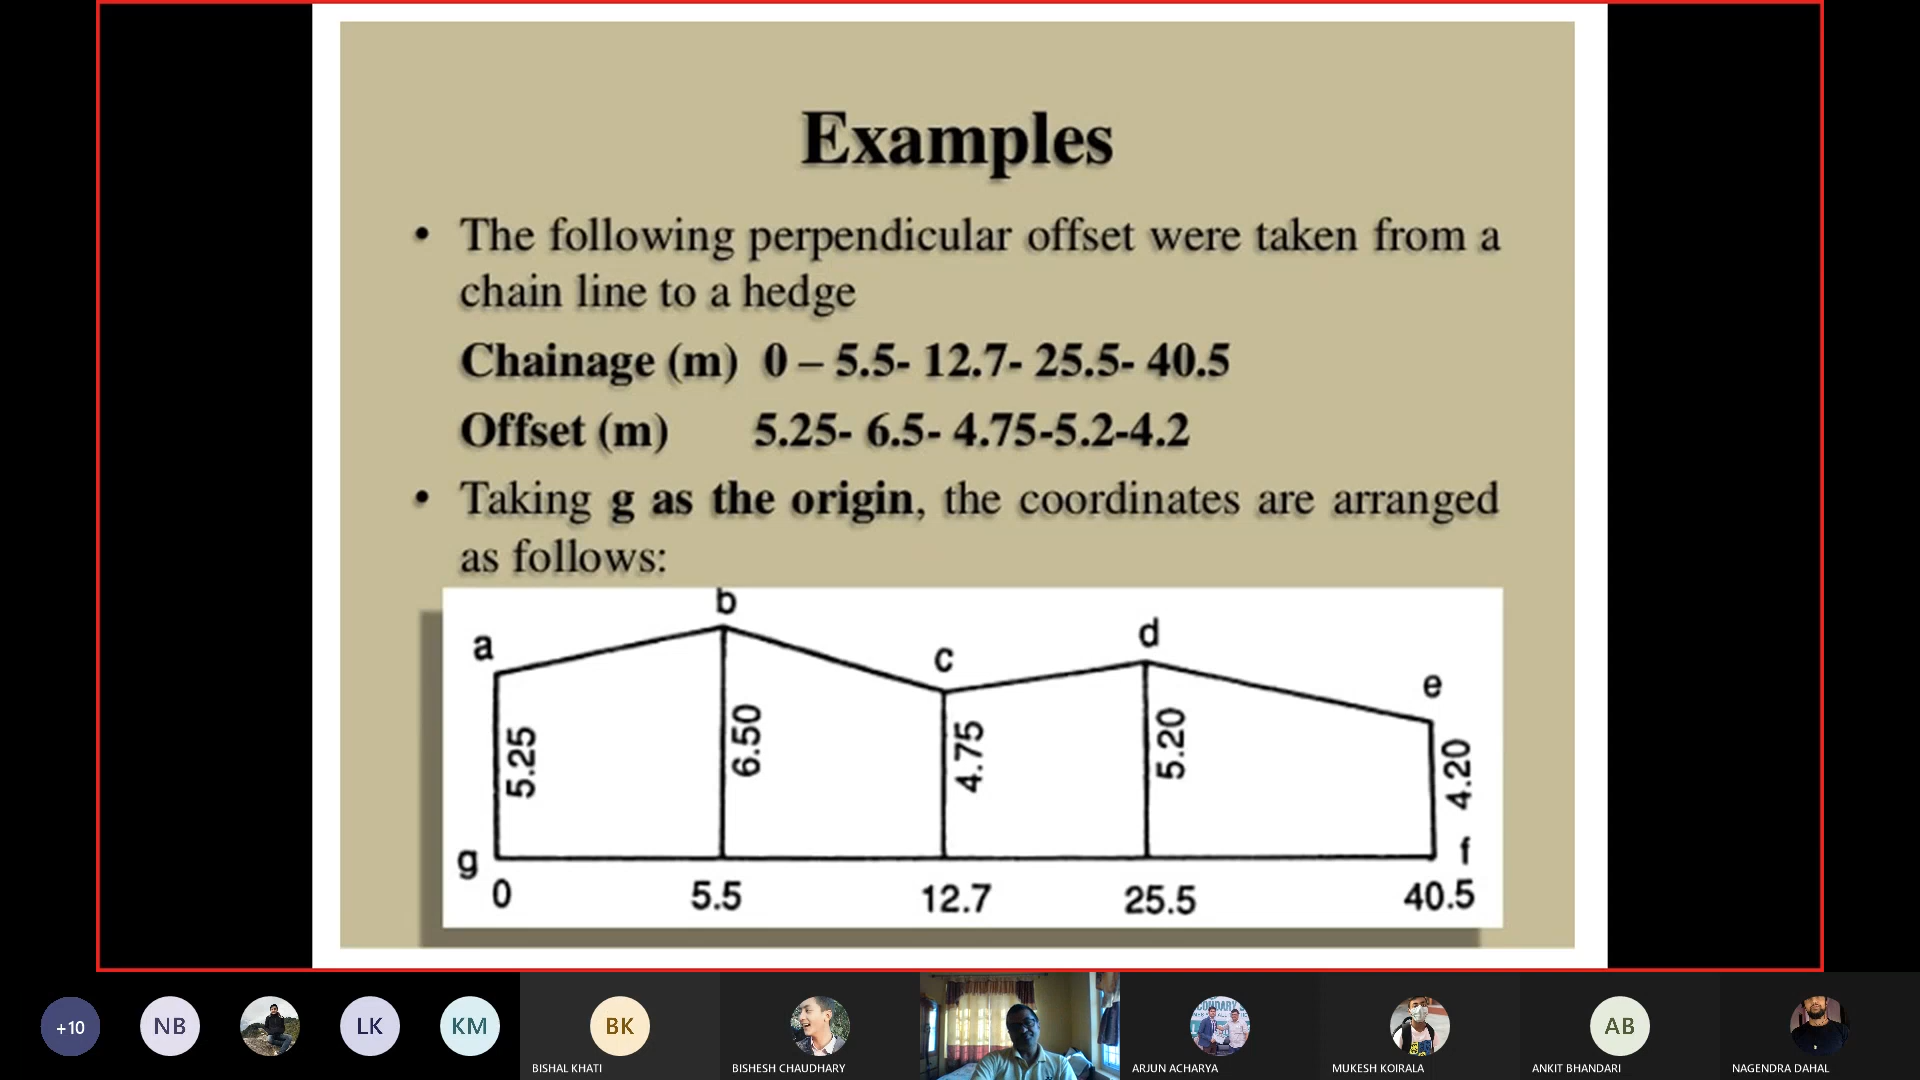 Examples
• The following perpendicular offset were taken from a
chain line to a hedge
Chainage (m) 0 – 5.5- 12.7- 25.5- 40.5
Offset (m) 5.25- 6.5- 4.75-5.2-4.2
• Taking g as the origin, the coordinates are arranged
as follows:
b
a
d
c
e
5.25
6.50
4.75
5.20
4.20
g
f
0
5.5
12.7
25.5
40.5
+10
NB
LK
KM
BK
AB
BISHAL KHATI
BISHESH CHAUDHARY
ARJUN ACHARYA
MUKESH KOIRALA
ANKIT BHANDARI
NAGENDRA DAHAL